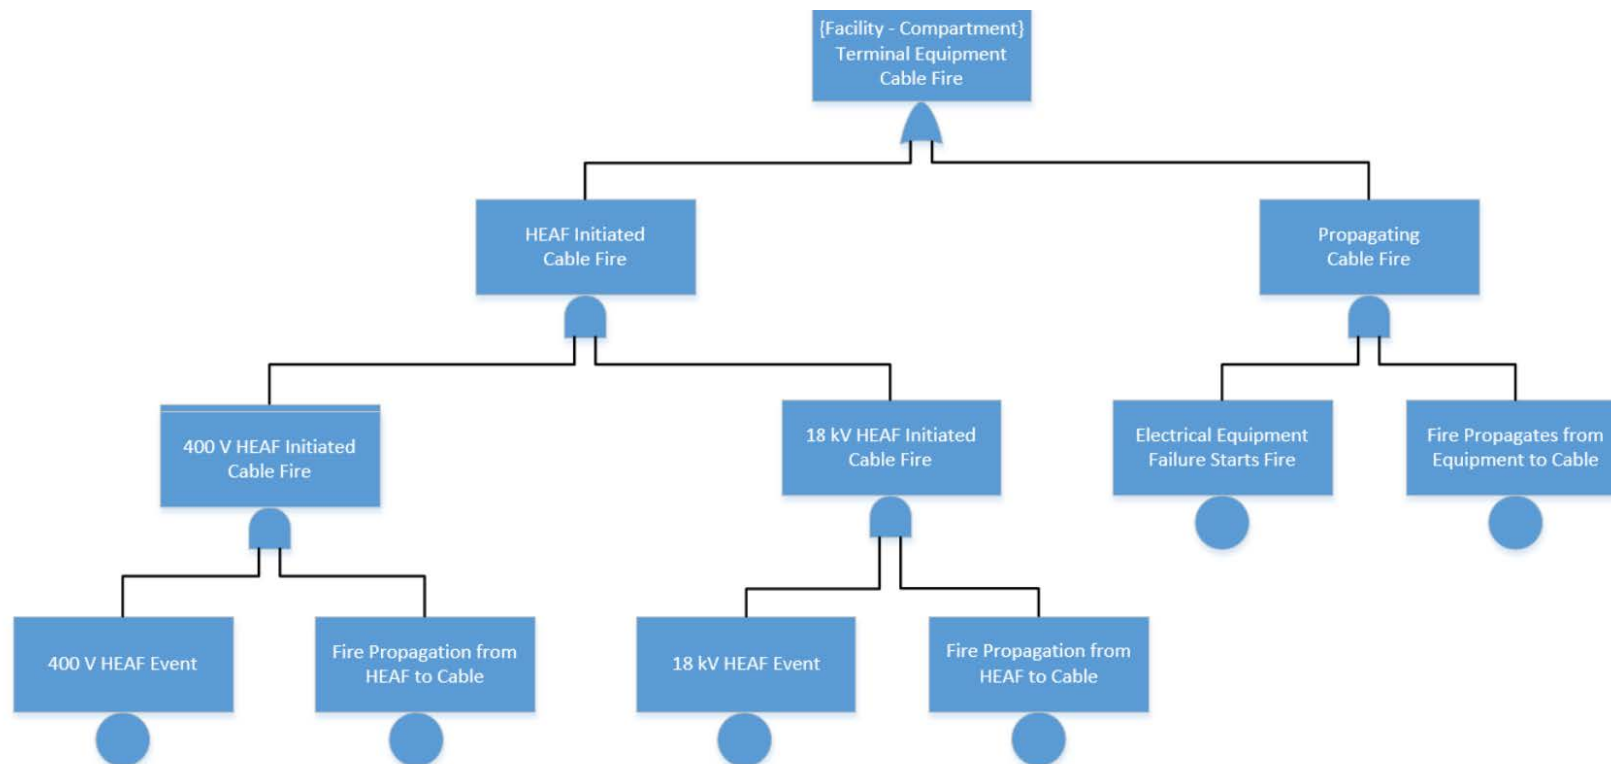 {Facility - Compartment}
Terminal Equipment
Cable Fire
HEAF Initiated
Cable Fire
Propagating
Cable Fire
400 V HEAF Initiated
Cable Fire
18 kV HEAF Initiated
Cable Fire
Electrical Equipment
Failure Starts Fire
Fire Propagates from
Equipment to Cable
400 V HEAF Event
Fire Propagation from
HEAF to Cable
18 kV HEAF Event
Fire Propagation from
HEAF to Cable